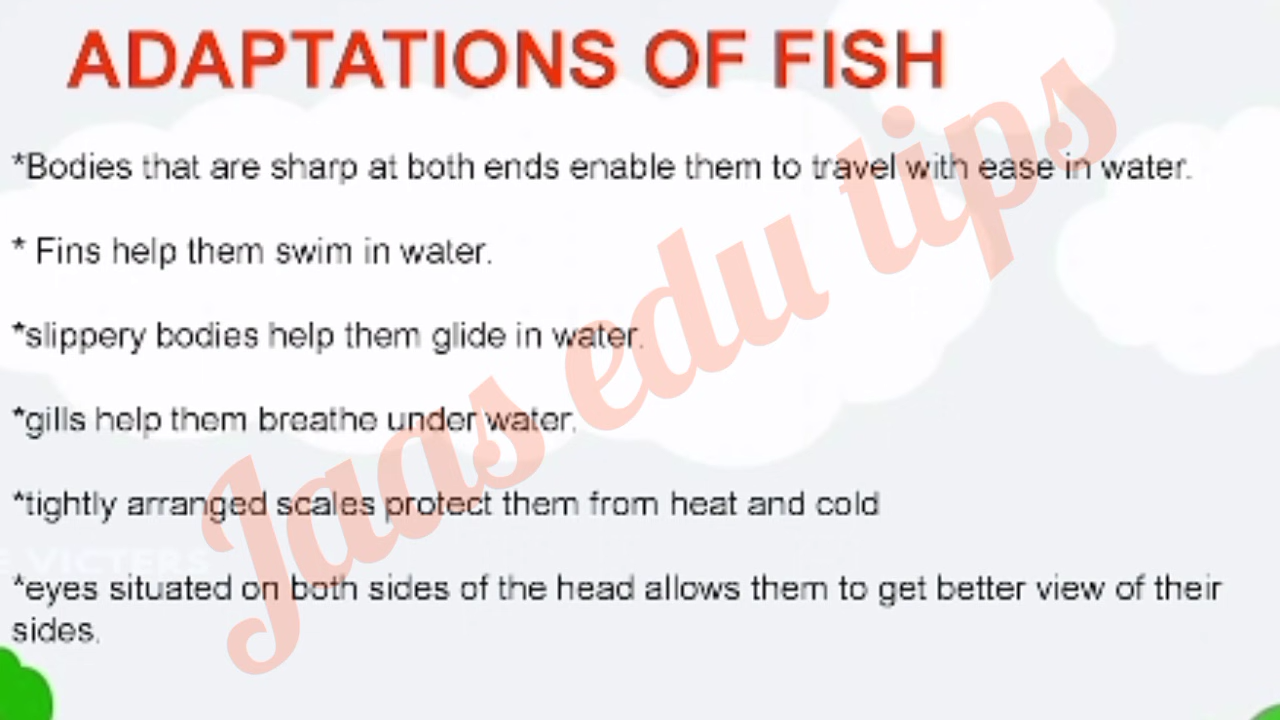 ADAPTATIONS OF FISH
*Bodies that are sharp at both ends enable them to travel with ease in water.
* Fins help them swim in water.
*slippery bodies help them glide in water.
*gills help them breathe under water.
*tightly arranged scales protect them from heat and cold
E VICTERS
*eyes situated on both sides of the head allows them to get better view of their
sides.
Jaas edu tips